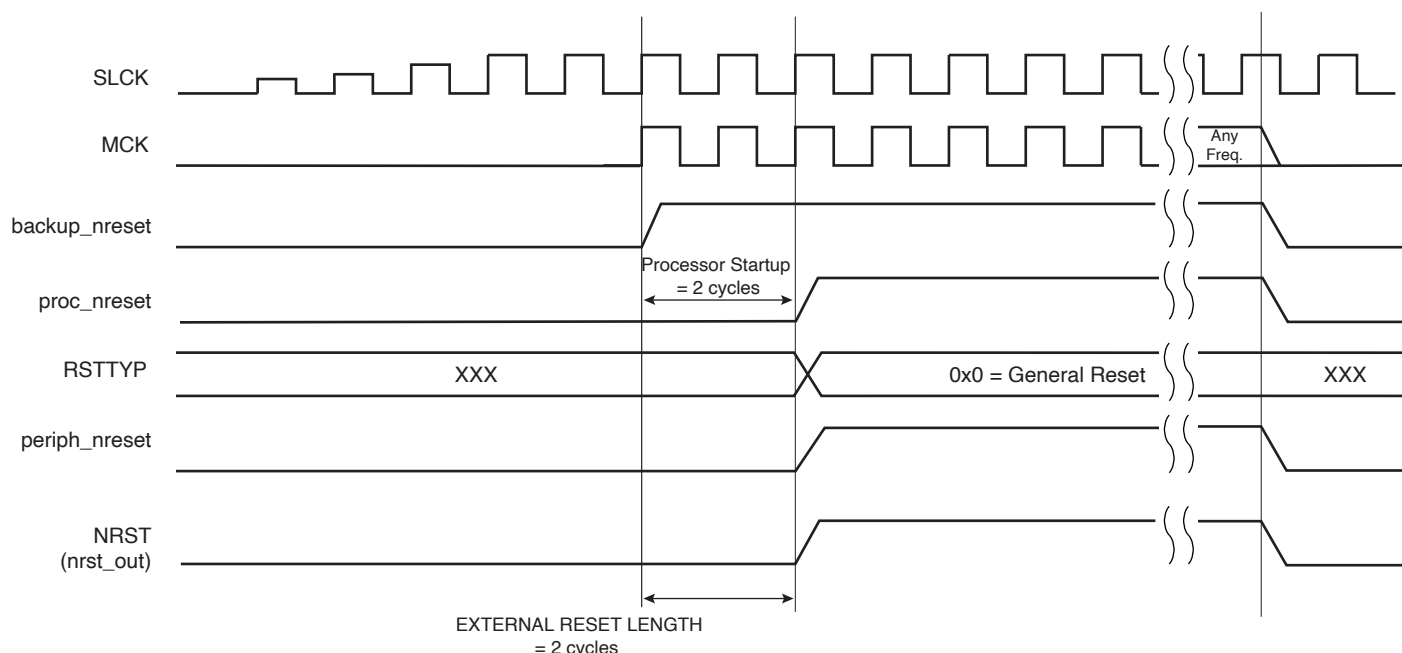 SLCK
MCK
Any
Freq.
backup_nreset
Processor Startup
= 2 cycles
proc_nreset
RSTTYP
XXX
0x0 = General Reset
XXX
periph_nreset
NRST
(nrst_out)
EXTERNAL RESET LENGTH
= 2 cycles